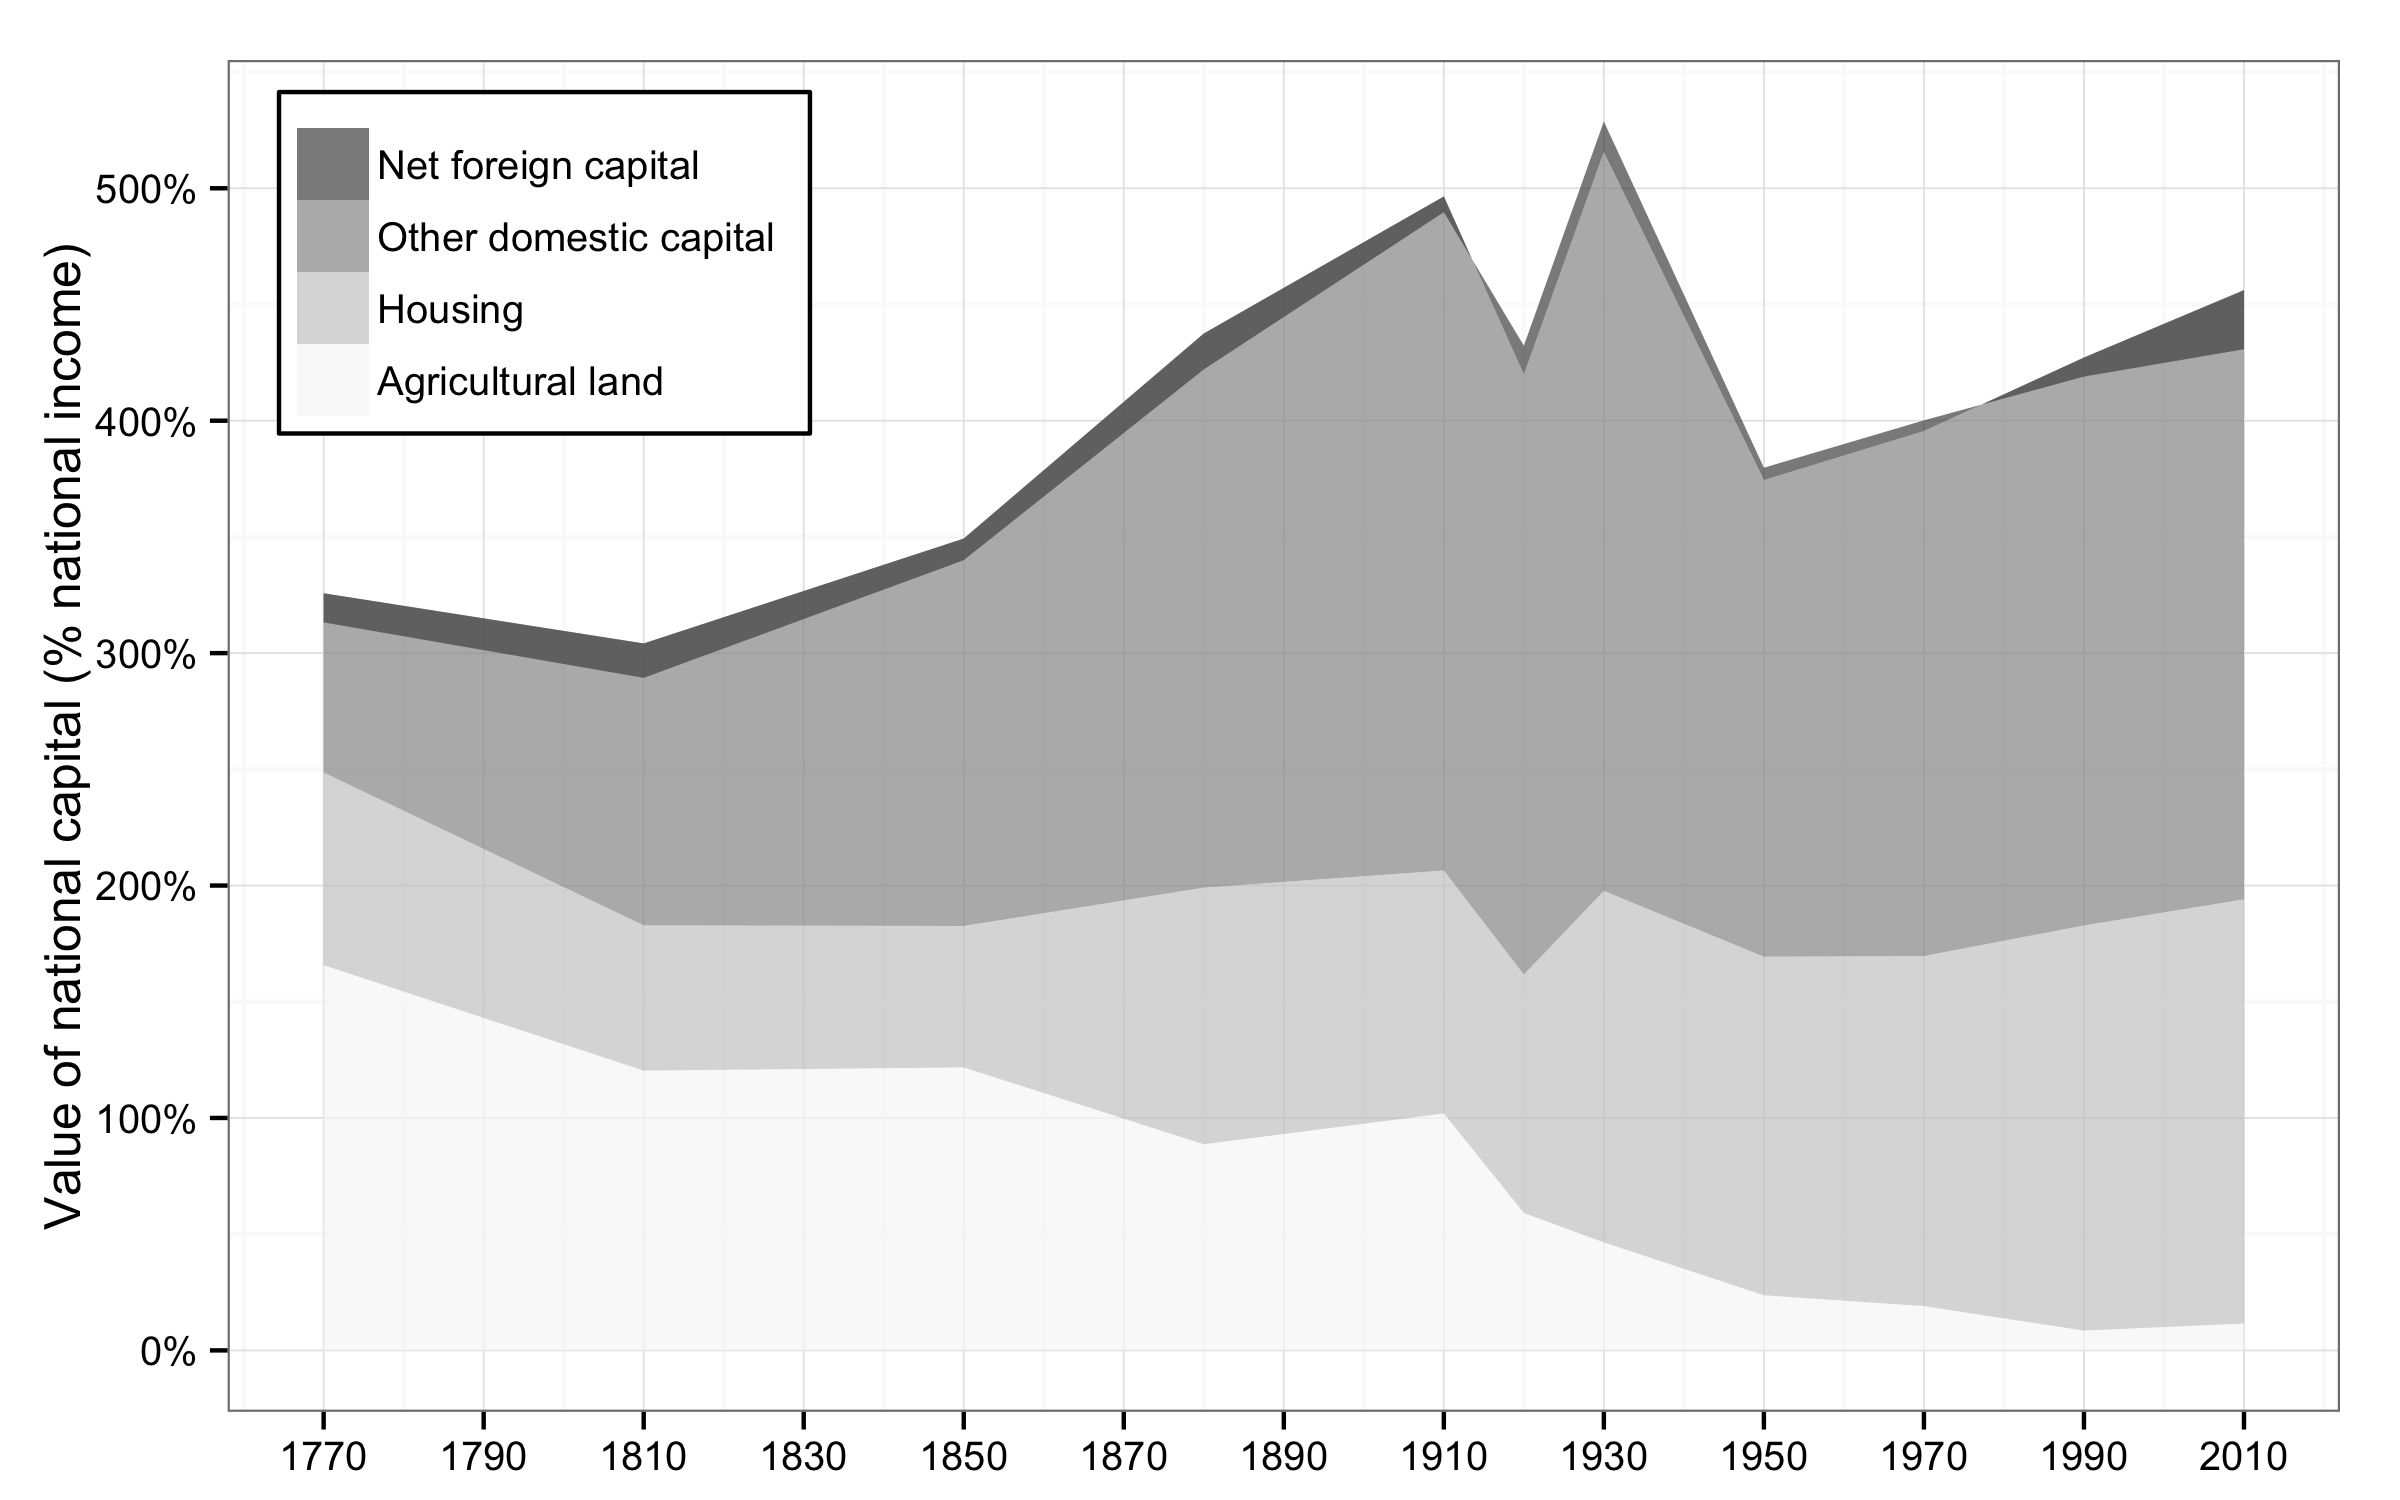 Net foreign capital
Other domestic capital
Housing
Agricultural land
Value of national capital (% national income)
500%
400%
300%
200%
100%
0%
1770 1790 1810 1830 1850 1870 1890 1910 1930 1950 1970 1990 2010